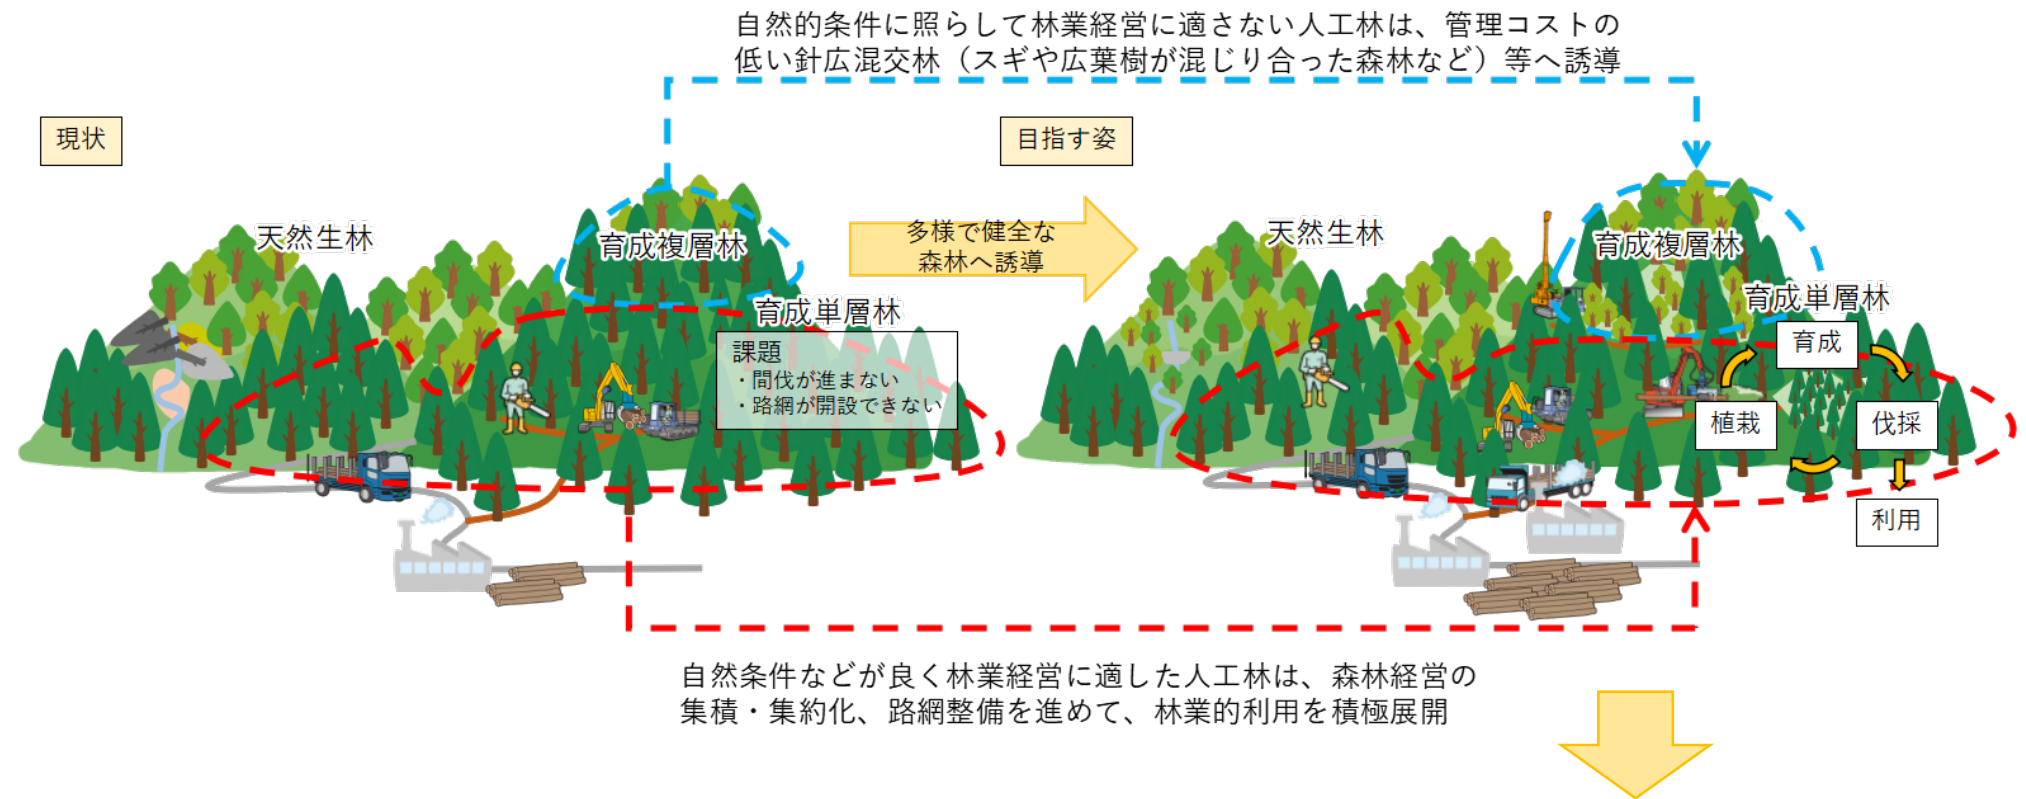 自然的条件に照らして林業経営に適さない人工林は、管理コストの
低い針広混交林（スギや広葉樹が混じり合った森林など）等へ誘導
現状
天然生林
育成複層林
育成単層林
課題
・間伐が進まない
・路網が開設できない
多様で健全な
森林へ誘導
目指す姿
天然生林
育成複層林
育成単層林
育成
植栽
伐採
利用
自然条件などが良く林業経営に適した人工林は、森林経営の
集積・集約化、路網整備を進めて、林業的利用を積極展開